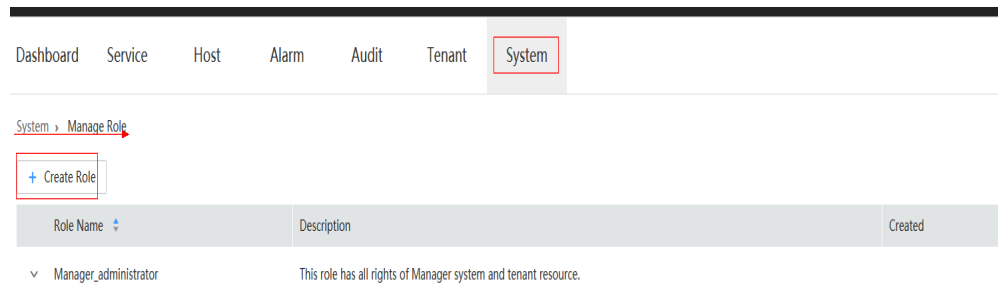 Dashboard Service Host Alarm Audit Tenant System
System › Manage Role
+ Create Role
Role Name Description Created
Manager_administrator This role has all rights of Manager system and tenant resource.